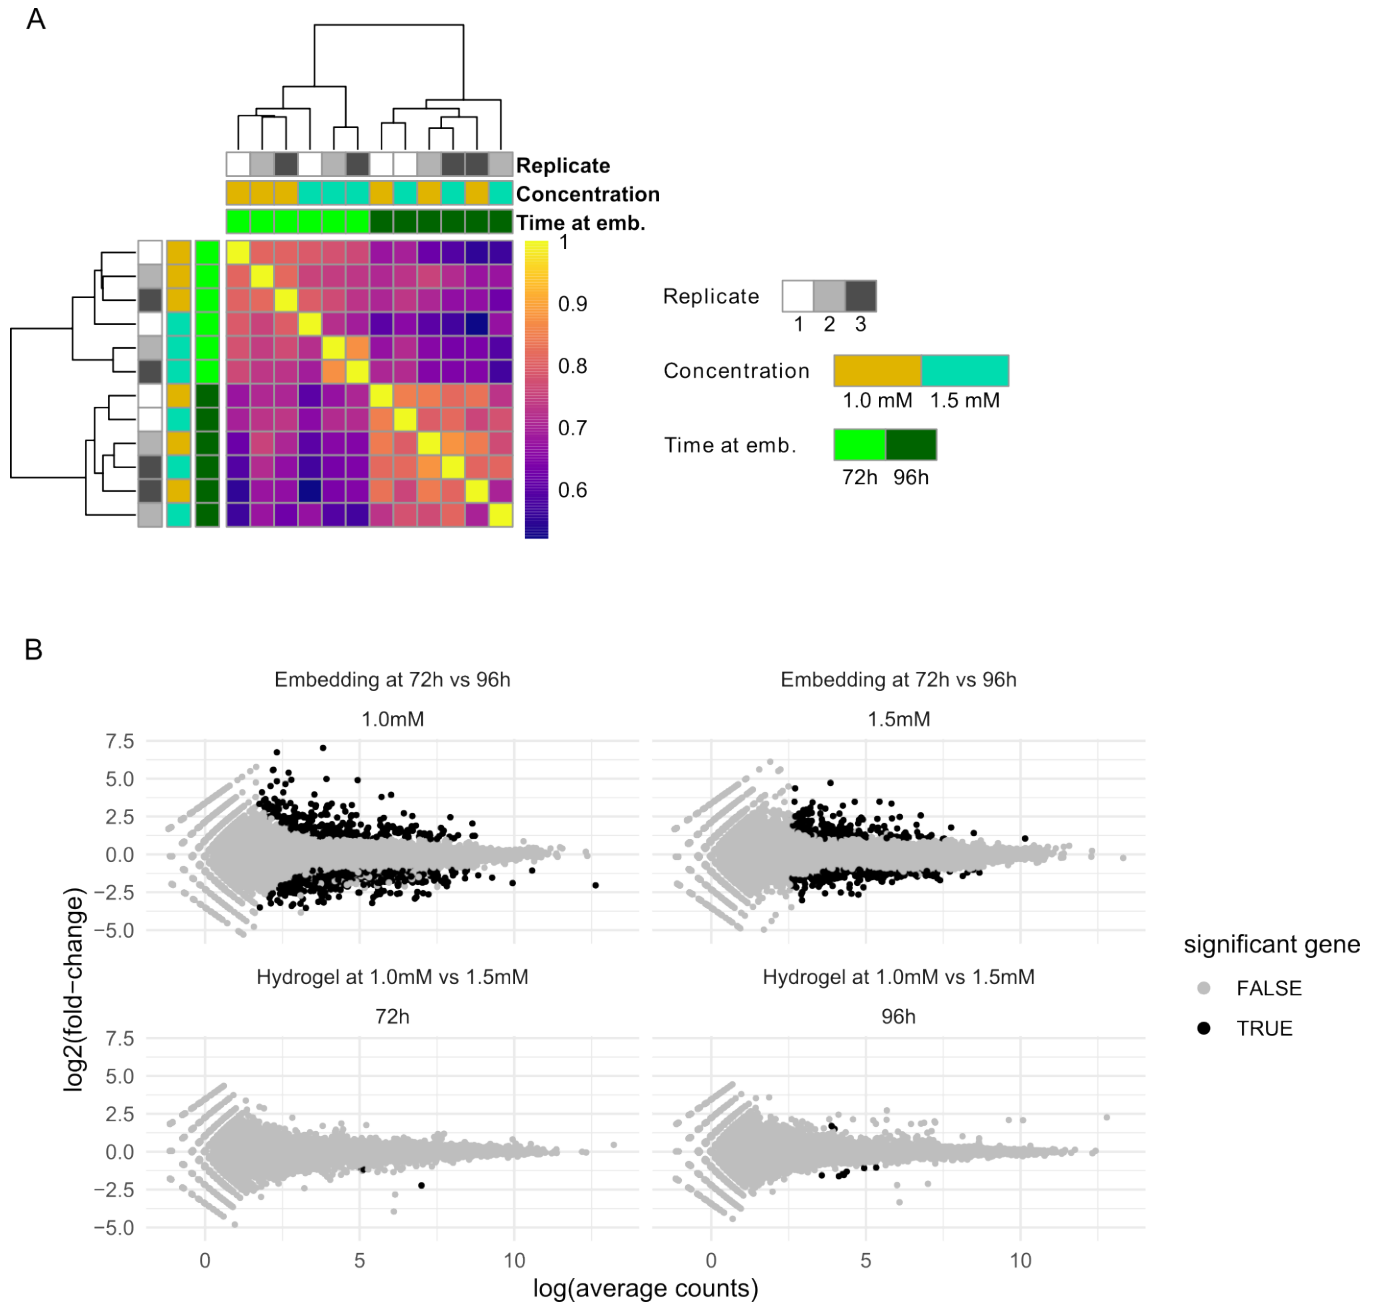 A
Replicate
Concentration
Time at emb.
1
0.9
0.8
0.7
0.6
Replicate
1 2 3
Concentration
1.0 mM 1.5 mM
Time at emb.
72h 96h
B
Embedding at 72h vs 96h
1.0mM
Embedding at 72h vs 96h
1.5mM
7.5
5.0
2.5
0.0
−2.5
−5.0
Hydrogel at 1.0mM vs 1.5mM
72h
Hydrogel at 1.0mM vs 1.5mM
96h
7.5
5.0
2.5
0.0
−2.5
−5.0
log2(fold−change)
0 5 10
0 5 10
log(average counts)
significant gene
FALSE
TRUE